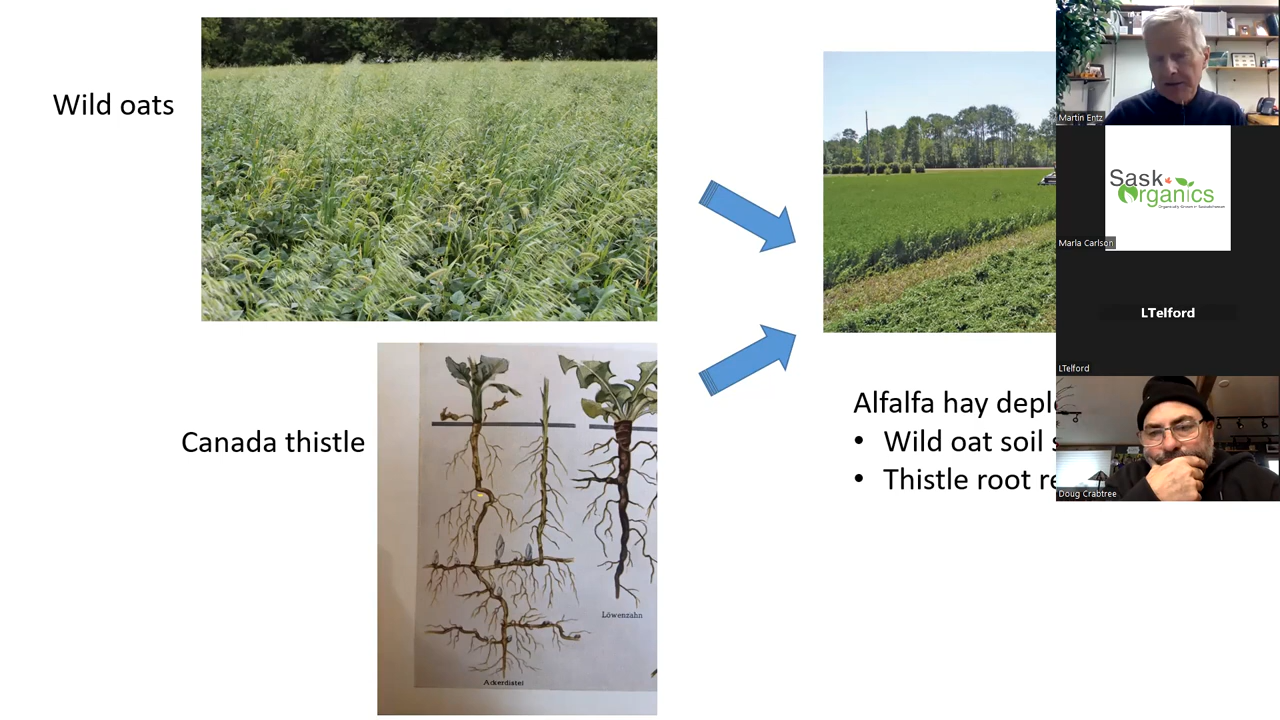 Wild oats
Canada thistle
Löwenzahn
Ackerdistel
Alfalfa hay depl
• Wild oat soil s
• Thistle root re
Martin Entz
Sask
Organics
Marla Carlson
LTelford
LTelford
Doug Crabtree